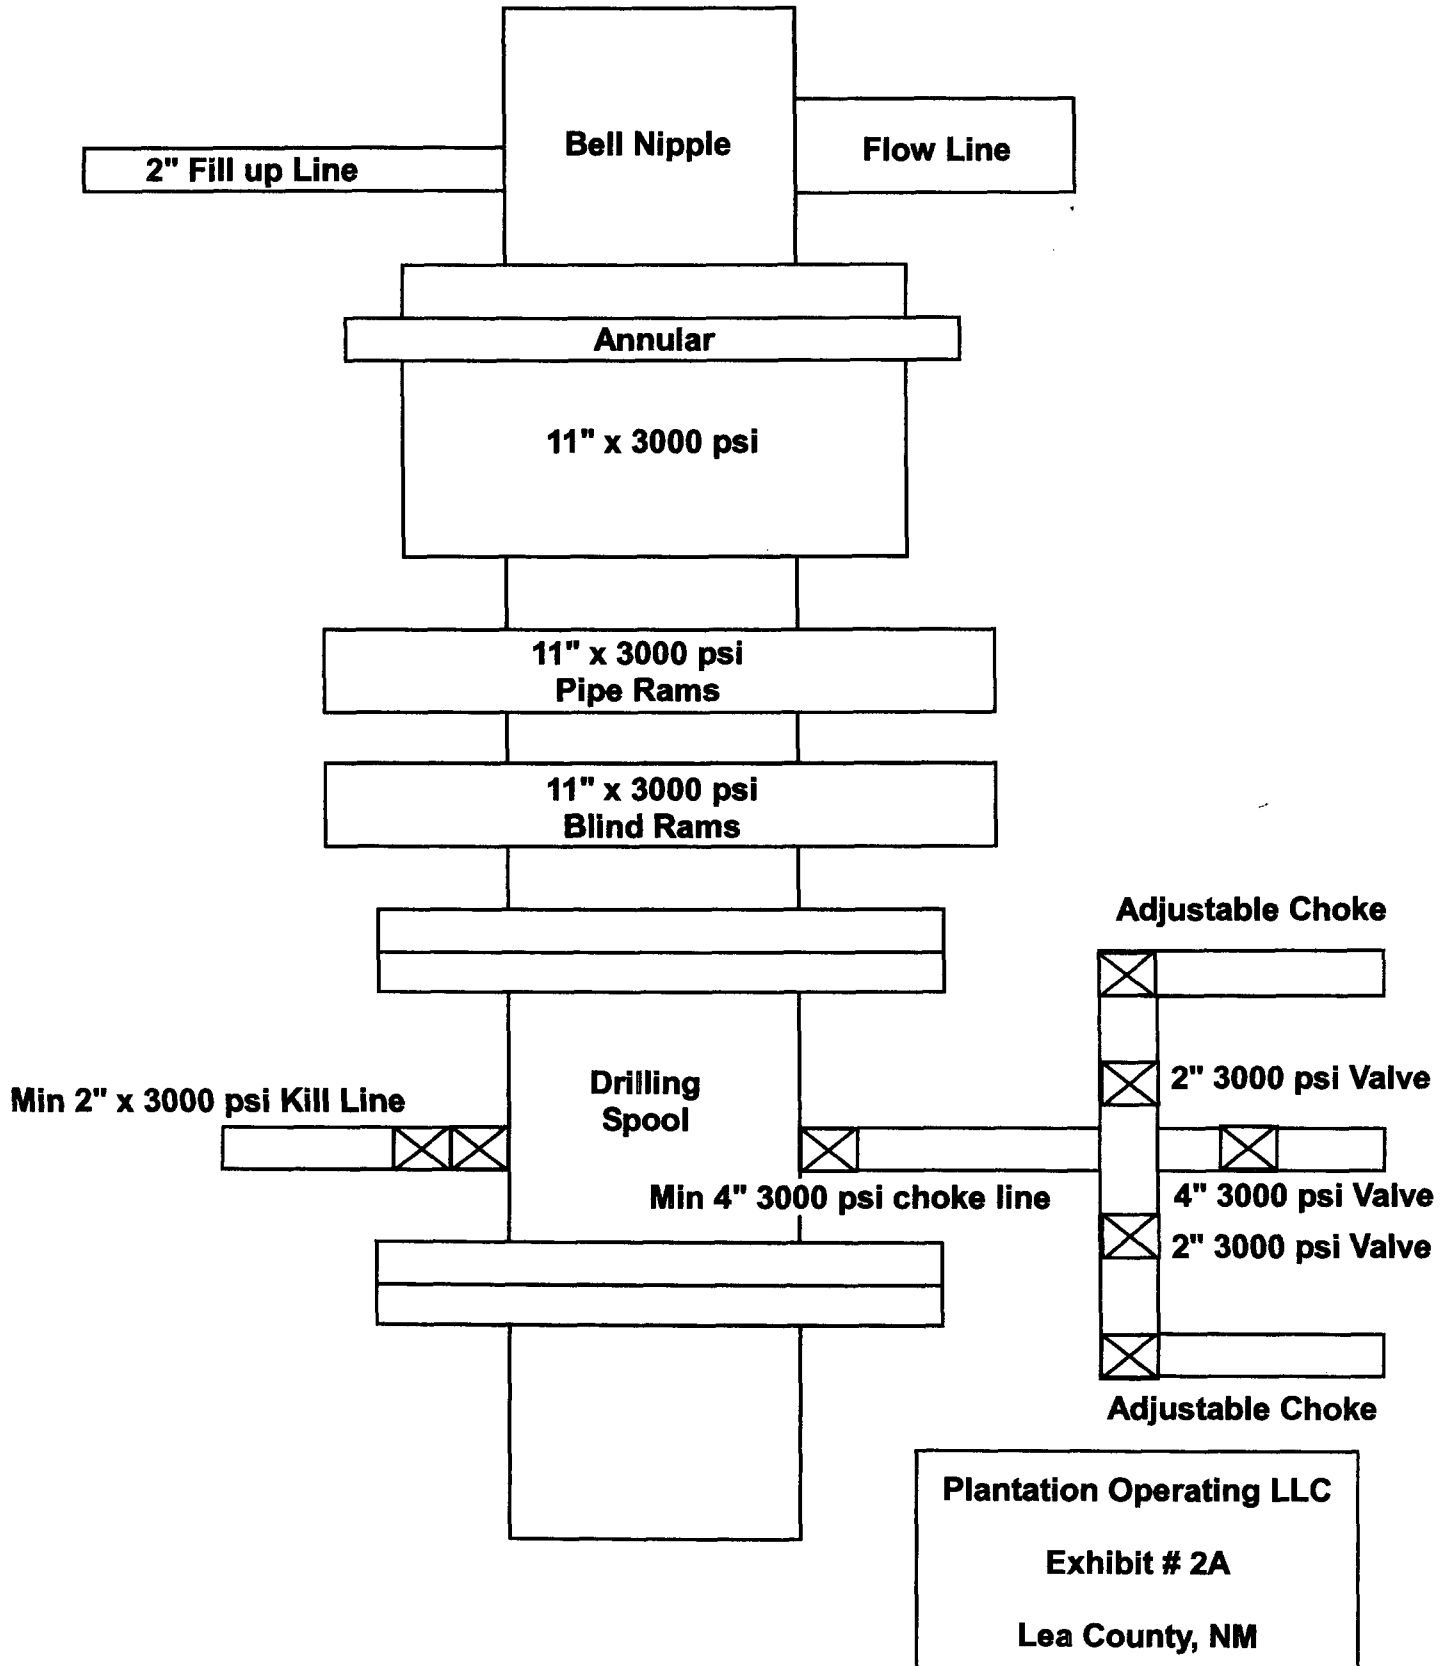 Bell Nipple
Flow Line
2" Fill up Line
Annular
11" x 3000 psi
11" x 3000 psi
Pipe Rams
11" x 3000 psi
Blind Rams
Adjustable Choke
Drilling
Spool
2" 3000 psi Valve
Min 2" x 3000 psi Kill Line
Min 4" 3000 psi choke line
4" 3000 psi Valve
2" 3000 psi Valve
Adjustable Choke
Plantation Operating LLC
Exhibit # 2A
Lea County, NM